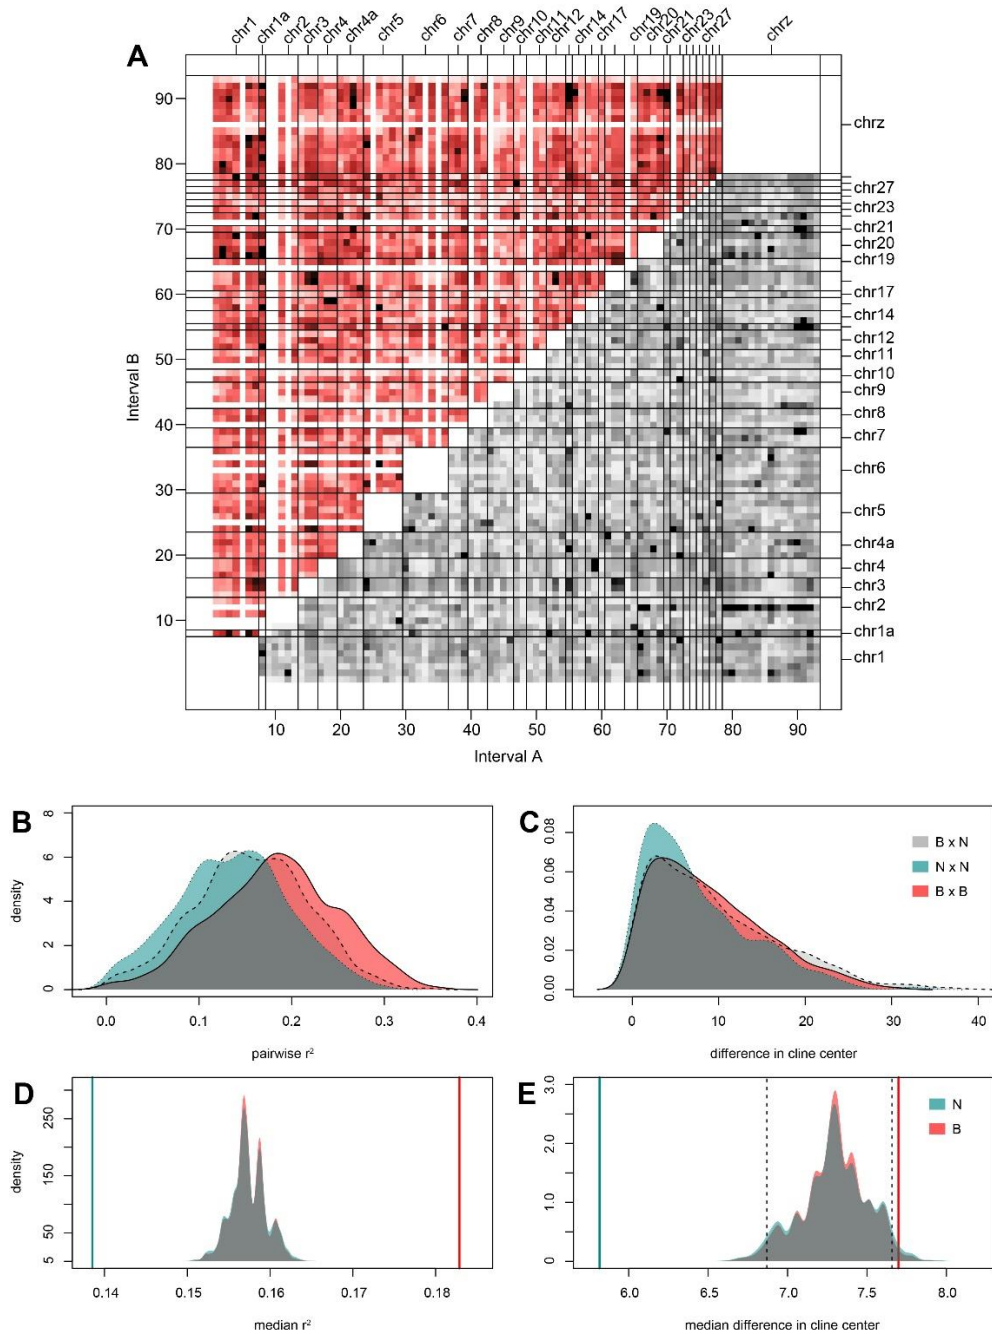 chr1 chr1a chr2 chr3 chr4 chr4a chr5 chr6 chr7 chr8 chr9 chr10 chr11 chr12 chr14 chr17 chr19 chr20 chr21 chr23 chr27 chrz
A
90
80
70
60
50
40
30
20
10
Interval B
chrz
chr27
chr23
chr21
chr20
chr19
chr17
chr14
chr12
chr11
chr10
chr9
chr8
chr7
chr6
chr5
chr4a
chr4
chr3
chr2
chr1a
chr1
10 20 30 40 50 60 70 80 90
Interval A
B
8
6
4
2
0
density
0.0 0.1 0.2 0.3 0.4
pairwise r²
C
0.08
0.06
0.04
0.02
0.00
B x N
N x N
B x B
0 10 20 30 40
difference in cline center
D
250
150
50
5
density
0.14 0.15 0.16 0.17 0.18
median r²
E
3.0
2.0
1.0
0
N
B
6.0 6.5 7.0 7.5 8.0
median difference in cline center